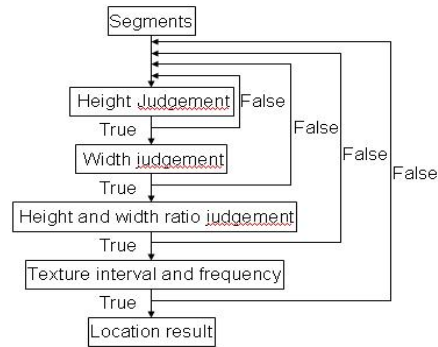 Segments
Height Judgement
False
True
False
Width judgement
False
True
False
Height and width ratio judgement
True
Texture interval and frequency
True
Location result